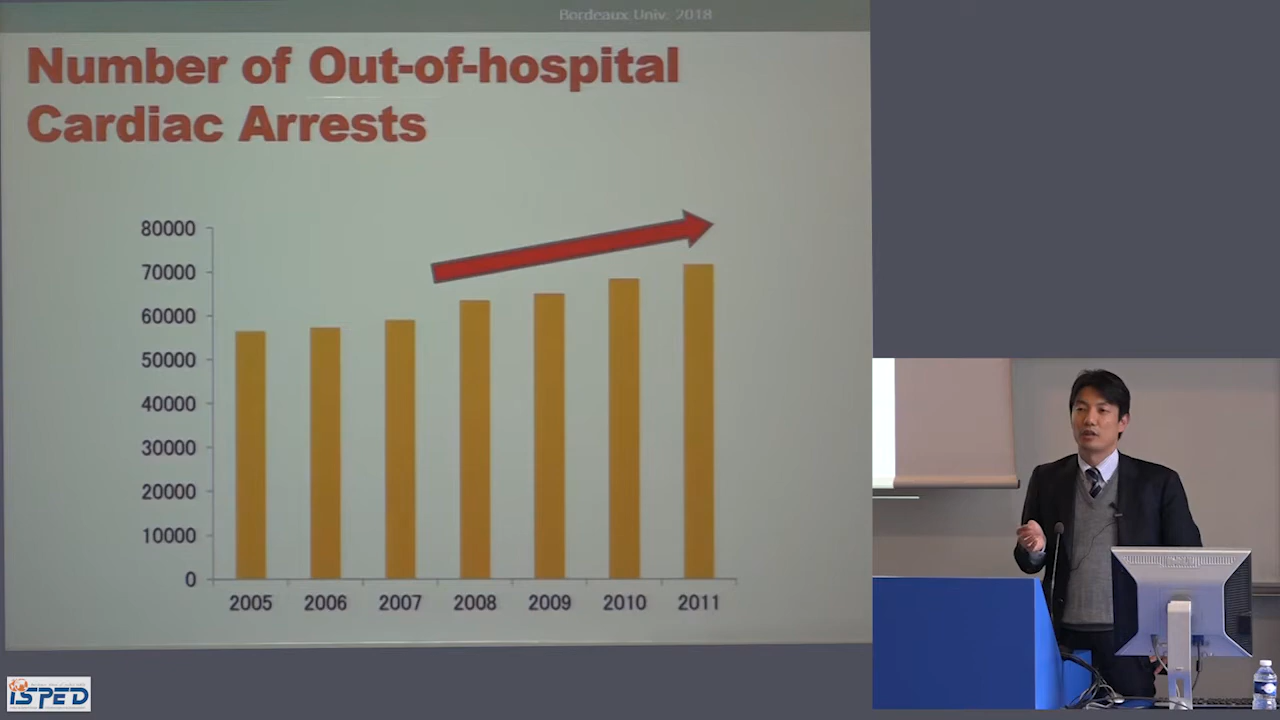 Bordeaux Univ. 2018
Number of Out-of-hospital
Cardiac Arrests
80000
70000
60000
50000
40000
30000
20000
10000
0
2005 2006 2007 2008 2009 2010 2011
ISPED